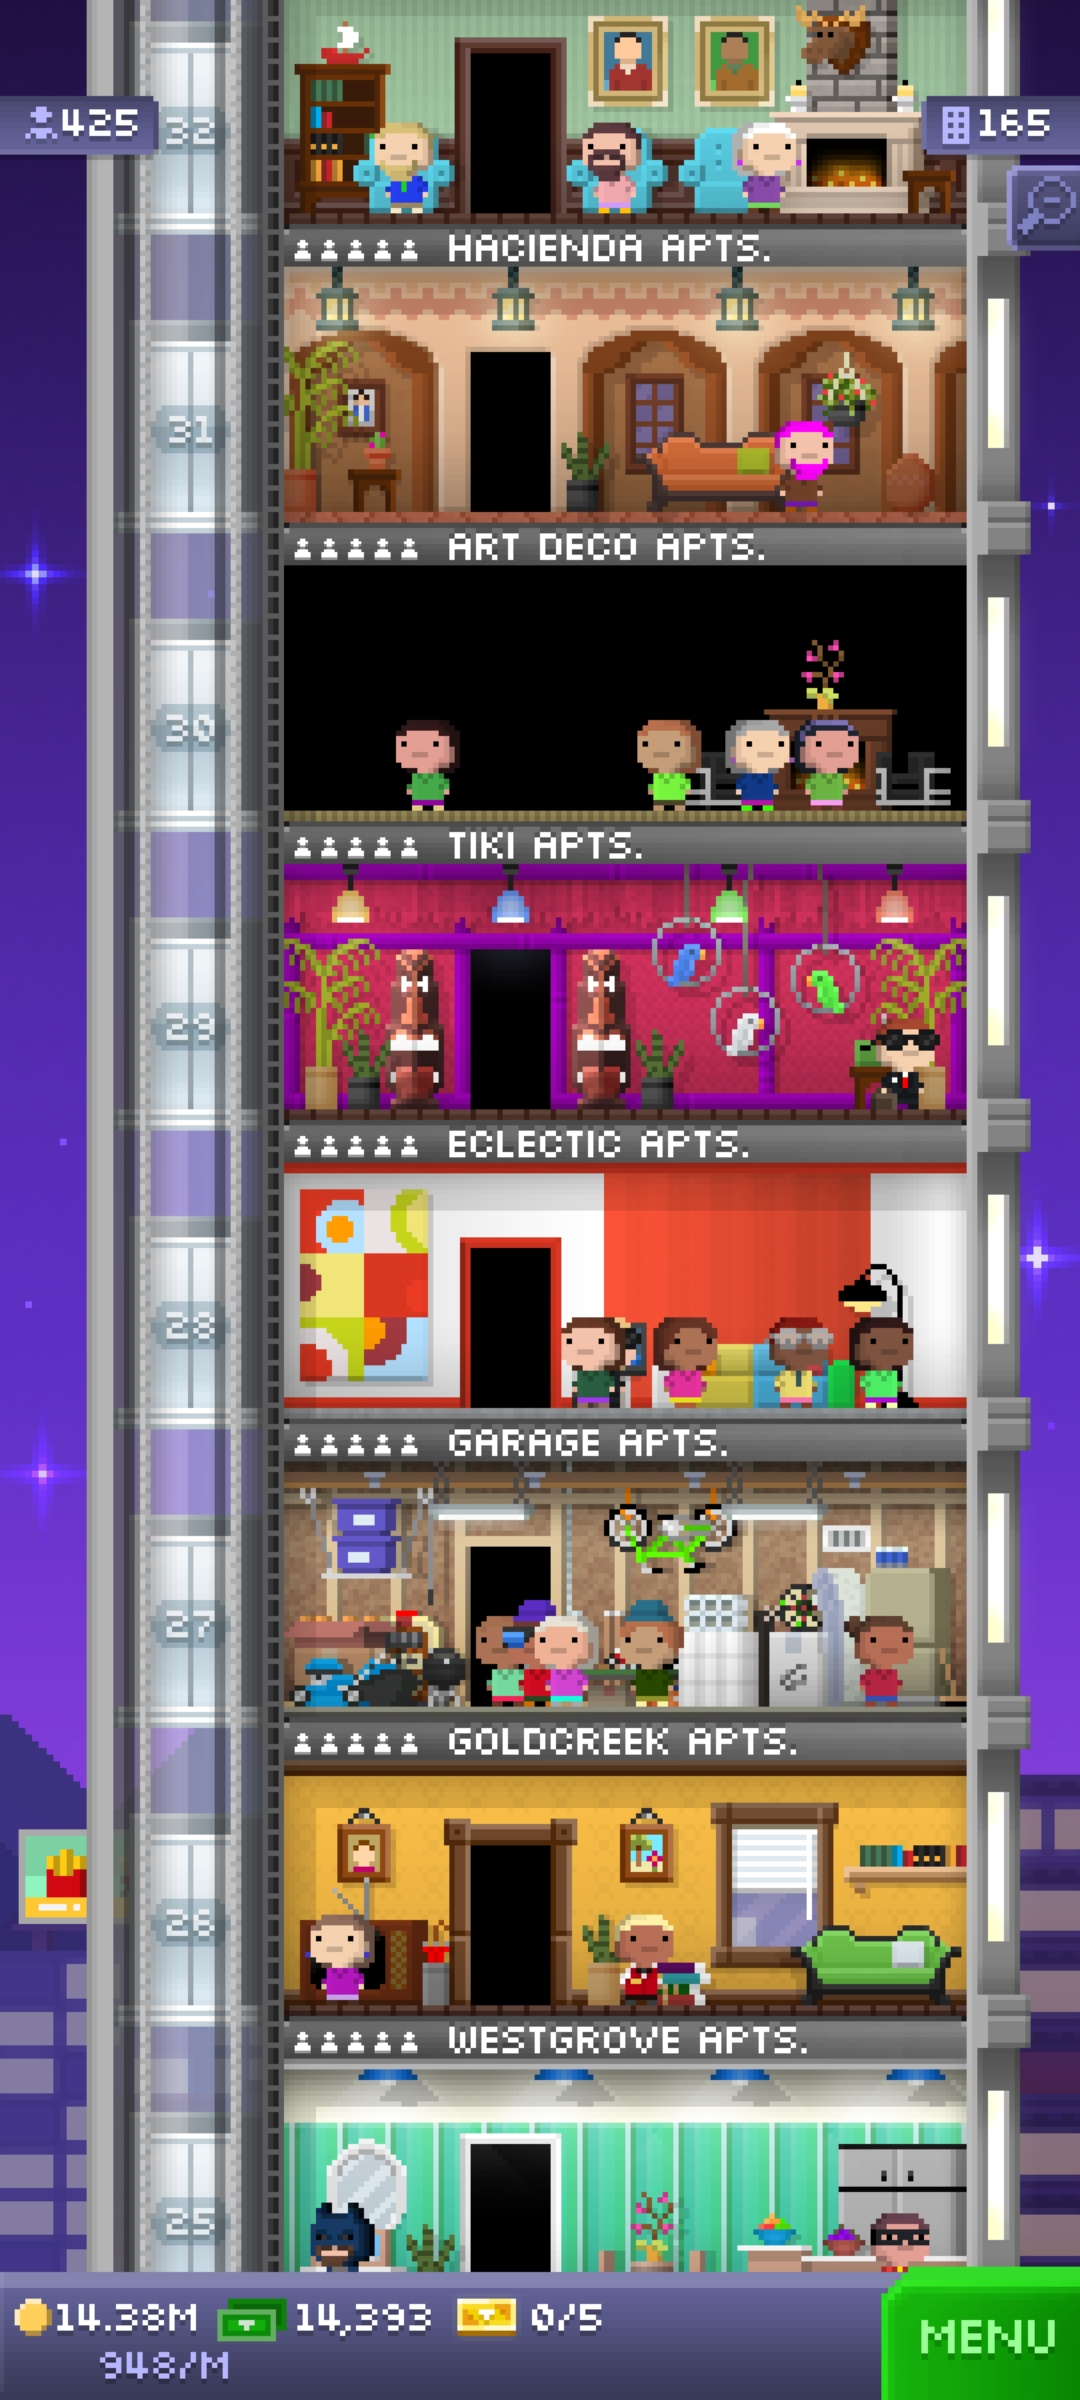 425
32
165
HACIENDA APTS.
31
ART DECO APTS.
30
TIKI APTS.
29
ECLECTIC APTS.
28
GARAGE APTS.
27
GOLDCREEK APTS.
26
WESTGROVE APTS.
25
14.38M 14,393 0/5
948/M
MENU